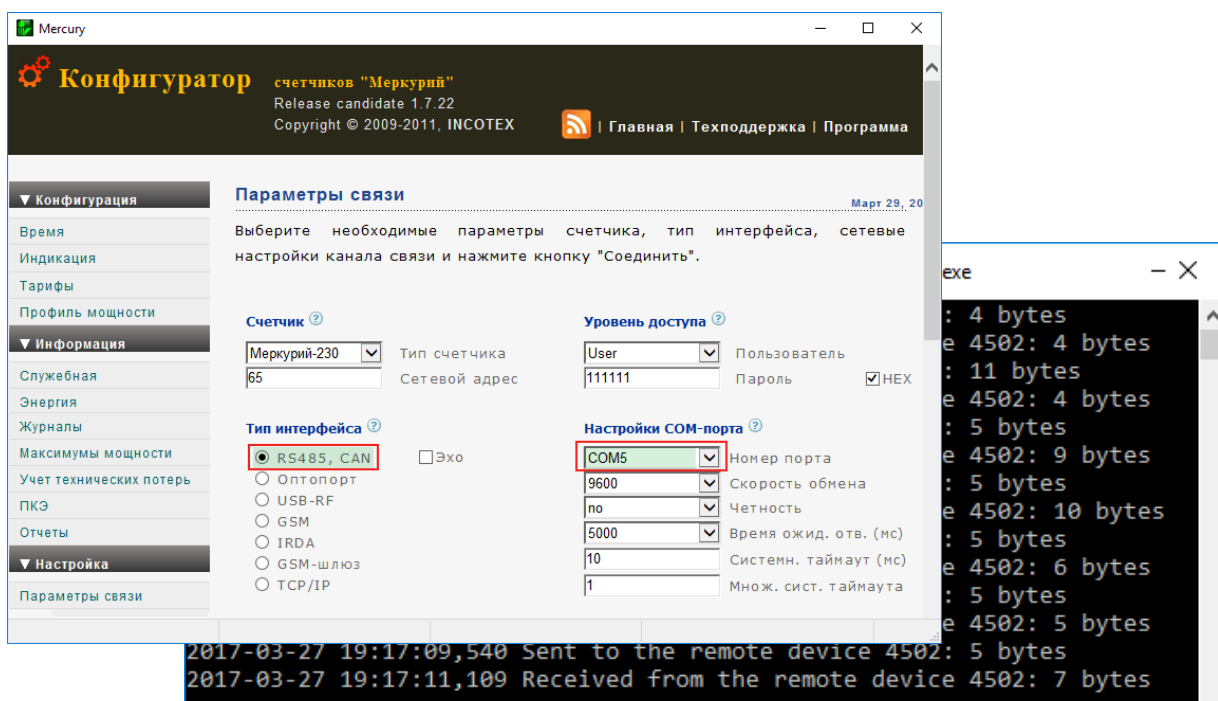 Mercury
Конфигуратор счетчиков "Меркурий"
Release candidate 1.7.22
Copyright © 2009-2011, INCOTEX
| Главная | Техподдержка | Программа
▼ Конфигурация
Время
Индикация
Тарифы
Профиль мощности
▼ Информация
Служебная
Энергия
Журналы
Максимумы мощности
Учет технических потерь
ПКЭ
Отчеты
▼ Настройка
Параметры связи
Параметры связи
Март 29, 20
Выберите необходимые параметры счетчика, тип интерфейса, сетевые
настройки канала связи и нажмите кнопку "Соединить".
Счетчик
Меркурий-230 Тип счетчика
65 Сетевой адрес
Уровень доступа
User Пользователь
111111 Пароль HEX
Тип интерфейса
RS485, CAN Эхо
Оптопорт
USB-RF
GSM
IRDA
GSM-шлюз
TCP/IP
Настройки COM-порта
COM5 Номер порта
9600 Скорость обмена
no Четность
5000 Время ожид. отв. (мс)
10 Системн. таймаут (мс)
1 Множ. сист. таймаута
exe
: 4 bytes
e 4502: 4 bytes
: 11 bytes
e 4502: 4 bytes
: 5 bytes
e 4502: 9 bytes
: 5 bytes
e 4502: 10 bytes
: 5 bytes
e 4502: 6 bytes
: 5 bytes
e 4502: 5 bytes
2017-03-27 19:17:09,540 Sent to the remote device 4502: 5 bytes
2017-03-27 19:17:11,109 Received from the remote device 4502: 7 bytes